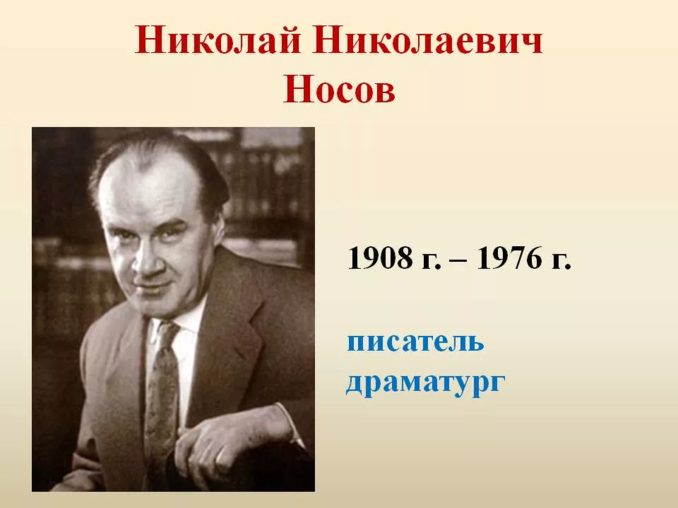 Николай Николаевич
Носов
1908 г. – 1976 г.
писатель
драматург